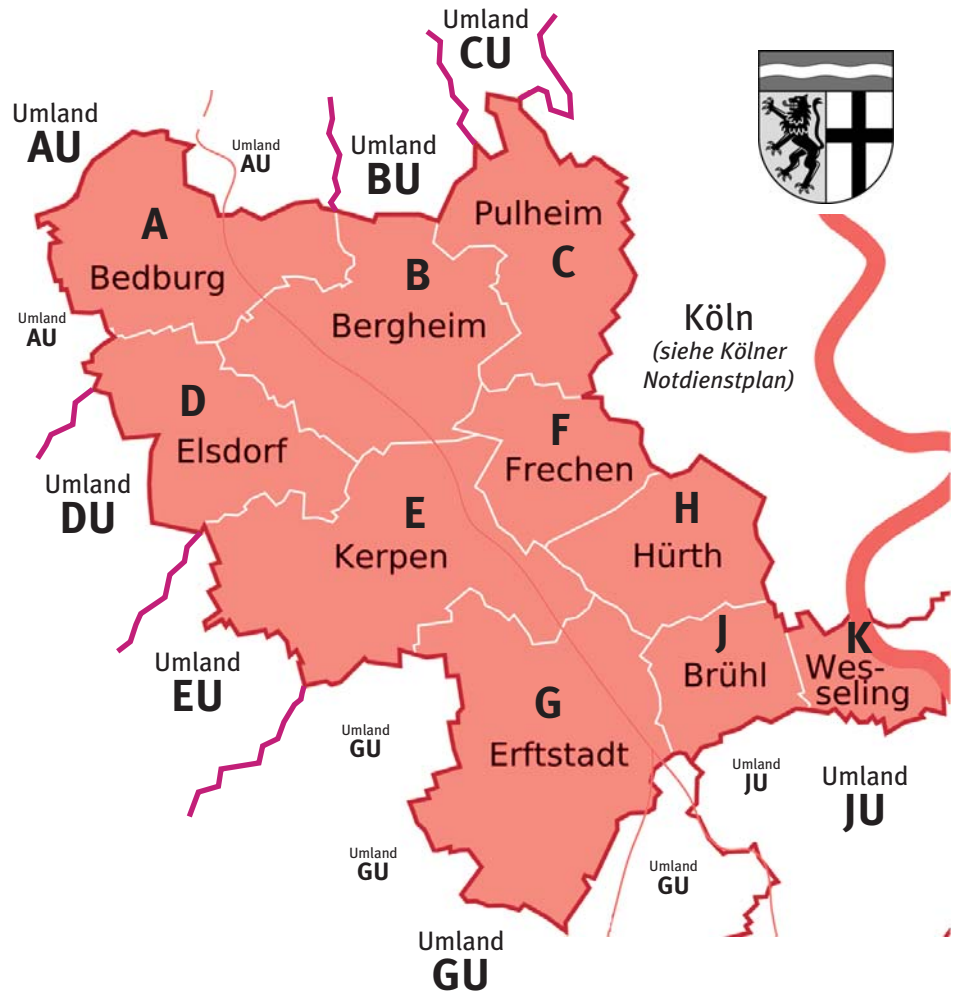 Umland
CU
Umland
AU
Umland
AU
Umland
BU
A
Bedburg
B
Bergheim
Pulheim
C
Umland
AU
Köln
(siehe Kölner
Notdienstplan)
D
Elsdorf
F
Frechen
Umland
DU
E
Kerpen
H
Hürth
Umland
EU
J
Brühl
K
Wes-
seling
G
Erftstadt
Umland
GU
Umland
JU
Umland
JU
Umland
GU
Umland
GU
Umland
GU